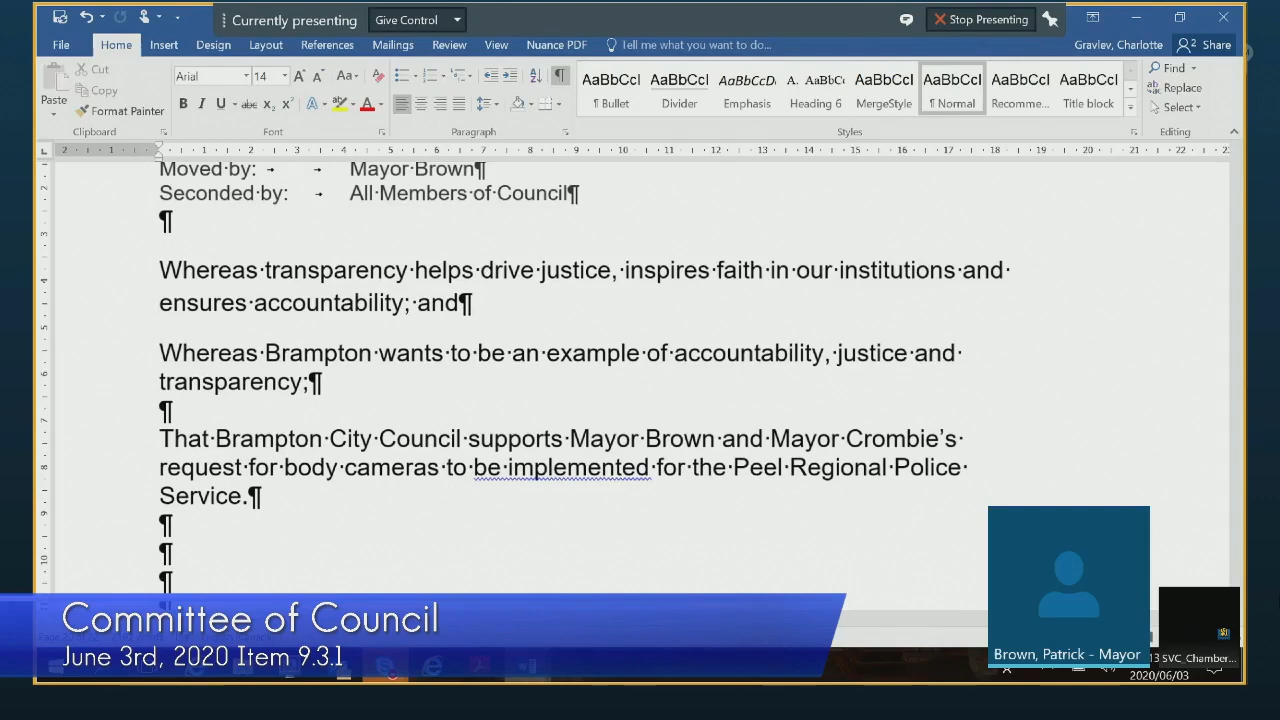 Currently presenting
Give Control
Stop Presenting
File Home Insert Design Layout References Mailings Review View Nuance PDF Tell me what you want to do... Gravlev, Charlotte Share
Paste
Cut
Copy
Format Painter
Clipboard
Arial 14
Font
Paragraph
AaBbCcI AaBbCcI AaBbCcD A. AaBbCc AaBbCcI AaBbCcI AaBbCcI AaBbCcI
¶ Bullet Divider Emphasis Heading 6 MergeStyle ¶ Normal Recomme... Title block
Styles
Find
Replace
Select
Editing
Moved·by: → → Mayor·Brown¶
Seconded·by: → All·Members·of·Council¶
¶
Whereas·transparency·helps·drive·justice,·inspires·faith·in·our·institutions·and·
ensures·accountability;·and¶
Whereas·Brampton·wants·to·be·an·example·of·accountability,·justice·and·
transparency;¶
¶
That·Brampton·City·Council·supports·Mayor·Brown·and·Mayor·Crombie’s·
request·for·body·cameras·to·be·implemented·for·the·Peel·Regional·Police·
Service.¶
¶
¶
¶
Committee of Council
June 3rd, 2020 Item 9.3.1
Brown, Patrick - Mayor
13 SVC_Chamber...
2020/06/03